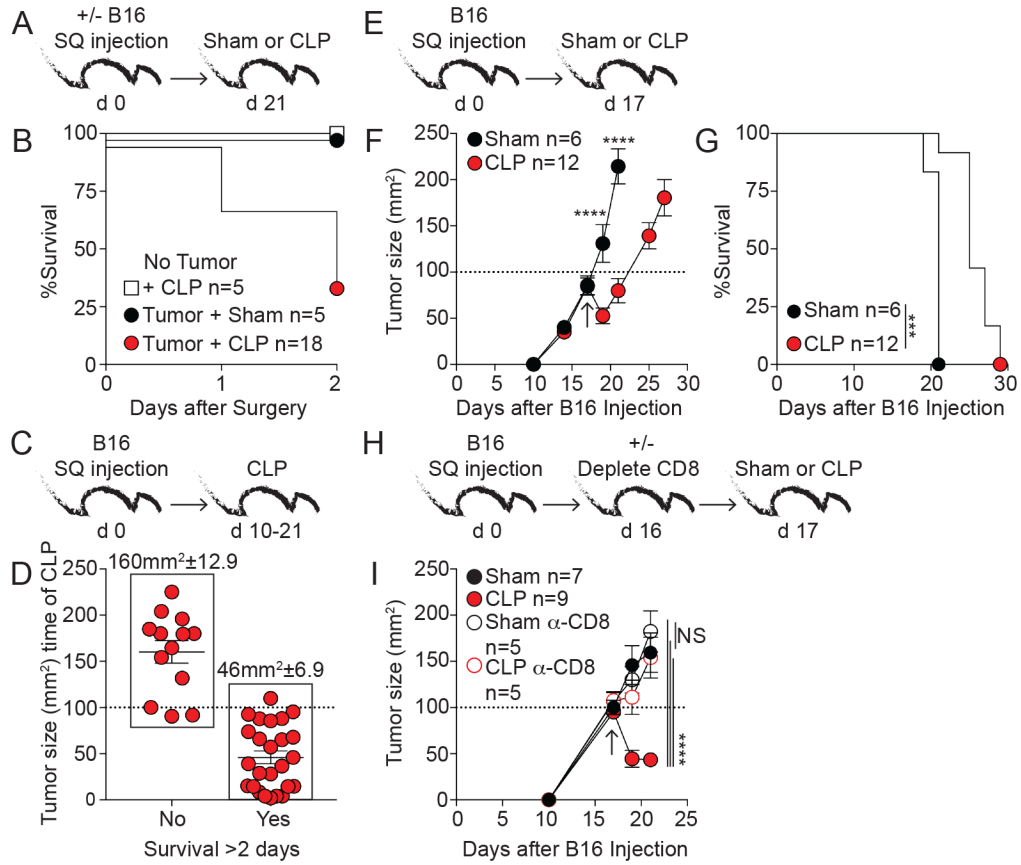 A
+/- B16
SQ injection
Sham or CLP
d 0
d 21
E
B16
SQ injection
Sham or CLP
d 0
d 17
B
100
75
50
25
0
%Survival
No Tumor
+ CLP n=5
Tumor + Sham n=5
Tumor + CLP n=18
0
1
2
Days after Surgery
F
250
200
150
100
50
0
Tumor size (mm²)
Sham n=6
CLP n=12
****
****
0
5
10
15
20
25
30
Days after B16 Injection
G
100
75
50
25
0
%Survival
Sham n=6
CLP n=12
***
0
10
20
30
Days after B16 Injection
C
B16
SQ injection
CLP
d 0
d 10-21
H
B16
SQ injection
+/-
Deplete CD8
Sham or CLP
d 0
d 16
d 17
D
250
200
150
100
50
0
Tumor size (mm²) time of CLP
160mm²±12.9
46mm²±6.9
No
Yes
Survival >2 days
I
250
200
150
100
50
0
Tumor size (mm²)
Sham n=7
CLP n=9
Sham α-CD8
n=5
CLP α-CD8
n=5
NS
****
0
5
10
15
20
25
Days after B16 Injection